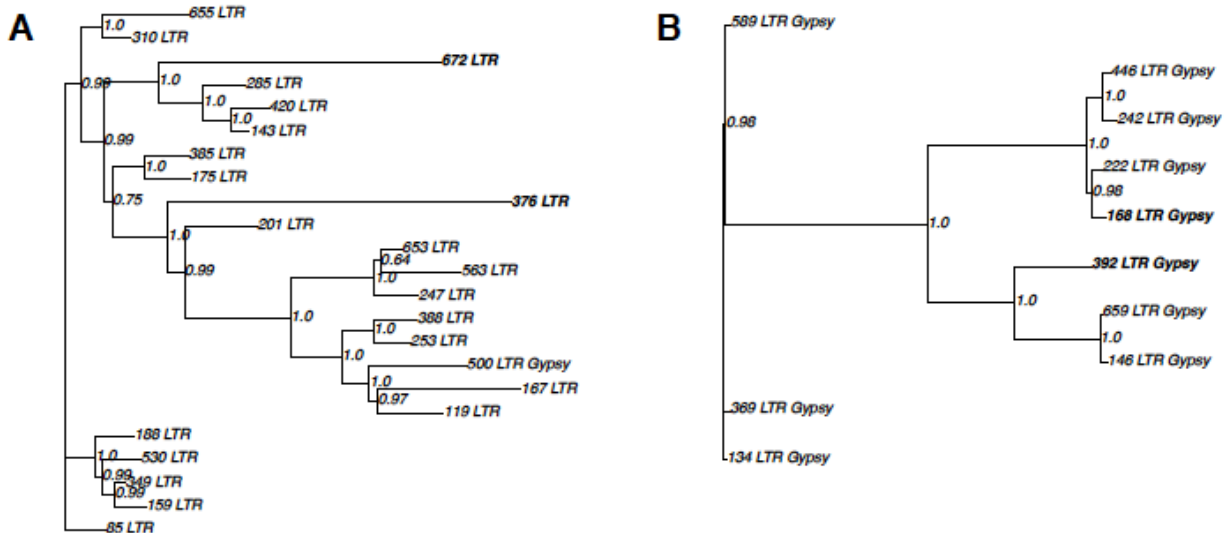 A
655 LTR
1.0
310 LTR
0.99
672 LTR
1.0
285 LTR
1.0
420 LTR
1.0
143 LTR
0.99
385 LTR
1.0
175 LTR
0.75
376 LTR
1.0
201 LTR
0.99
653 LTR
0.64
563 LTR
1.0
247 LTR
1.0
388 LTR
1.0
253 LTR
1.0
500 LTR Gypsy
1.0
167 LTR
0.97
119 LTR
188 LTR
1.0
530 LTR
0.99
349 LTR
0.99
159 LTR
85 LTR
B
589 LTR Gypsy
0.98
446 LTR Gypsy
1.0
242 LTR Gypsy
1.0
222 LTR Gypsy
0.98
168 LTR Gypsy
1.0
392 LTR Gypsy
1.0
659 LTR Gypsy
1.0
146 LTR Gypsy
369 LTR Gypsy
134 LTR Gypsy